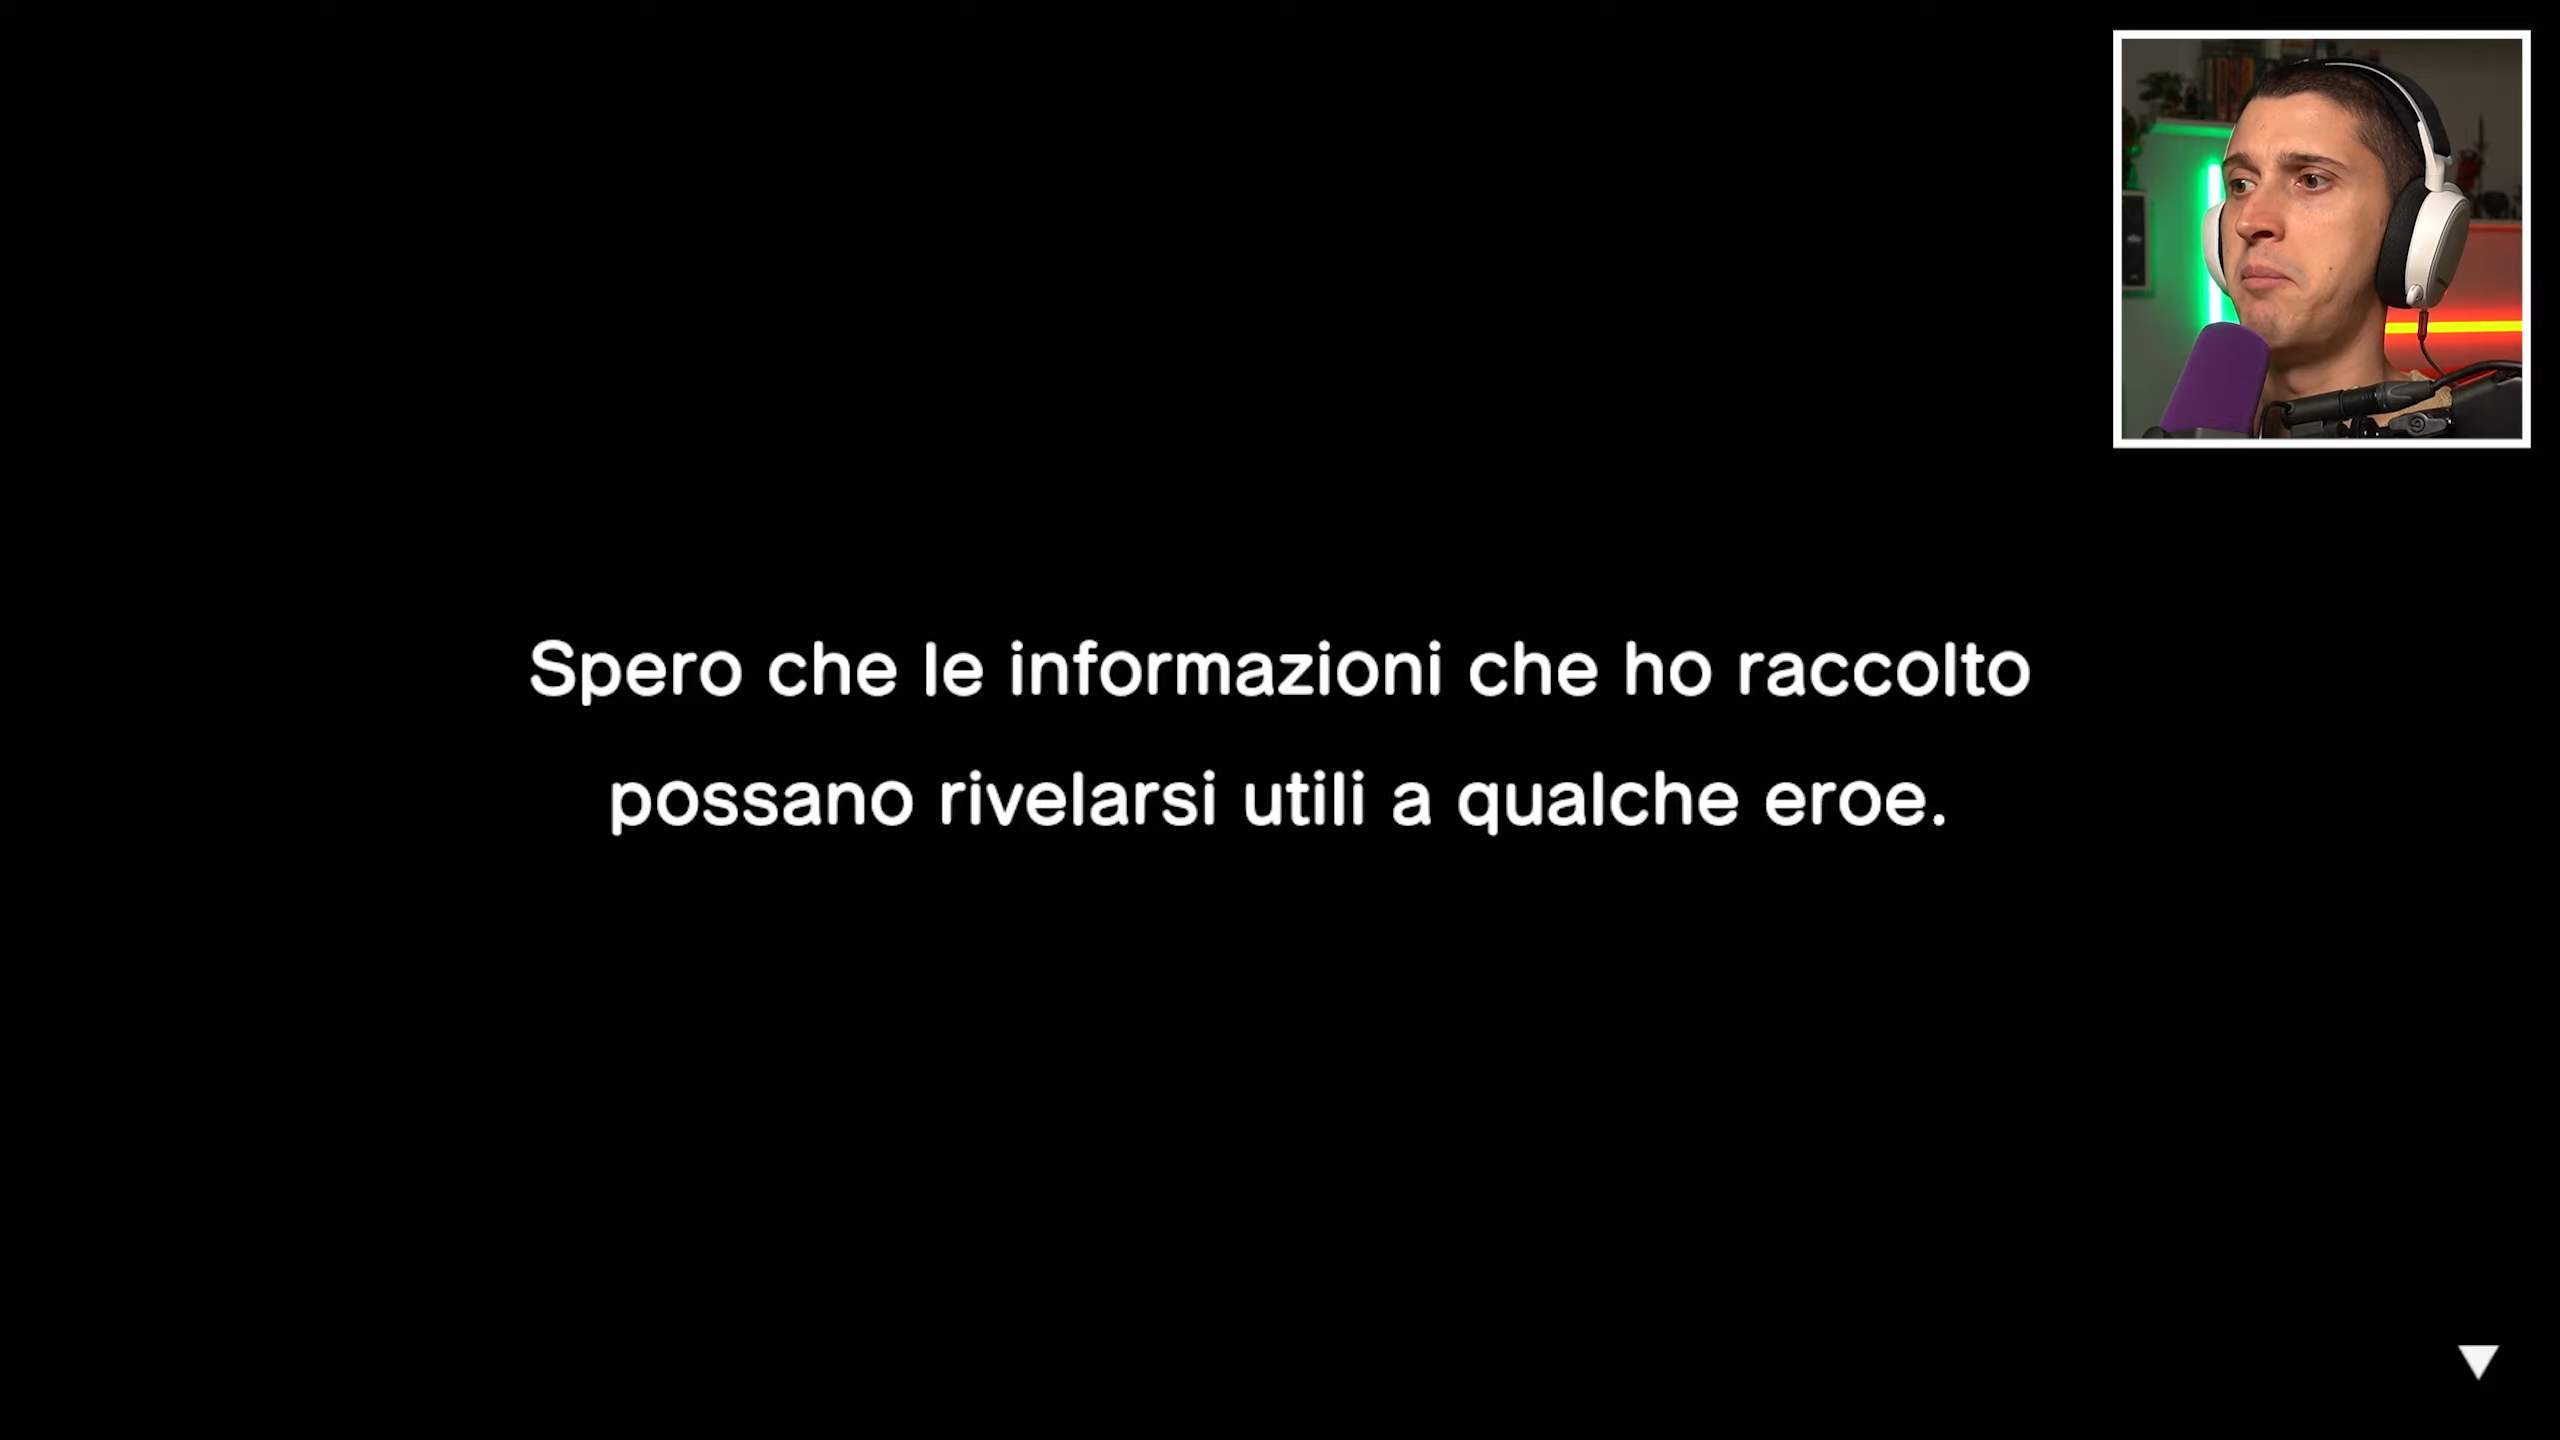 Spero che le informazioni che ho raccolto
possano rivelarsi utili a qualche eroe.